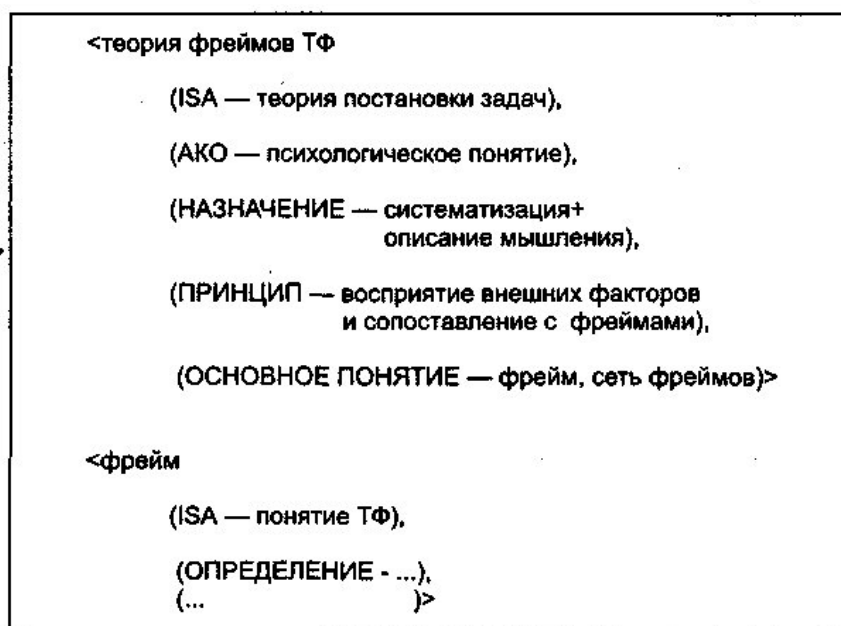 <теория фреймов ТФ
(ISA — теория постановки задач),
(АКО — психологическое понятие),
(НАЗНАЧЕНИЕ — систематизация+
описание мышления),
(ПРИНЦИП — восприятие внешних факторов
и сопоставление с фреймами),
(ОСНОВНОЕ ПОНЯТИЕ — фрейм, сеть фреймов)>
<фрейм
(ISA — понятие ТФ),
(ОПРЕДЕЛЕНИЕ - ...),
(... )>